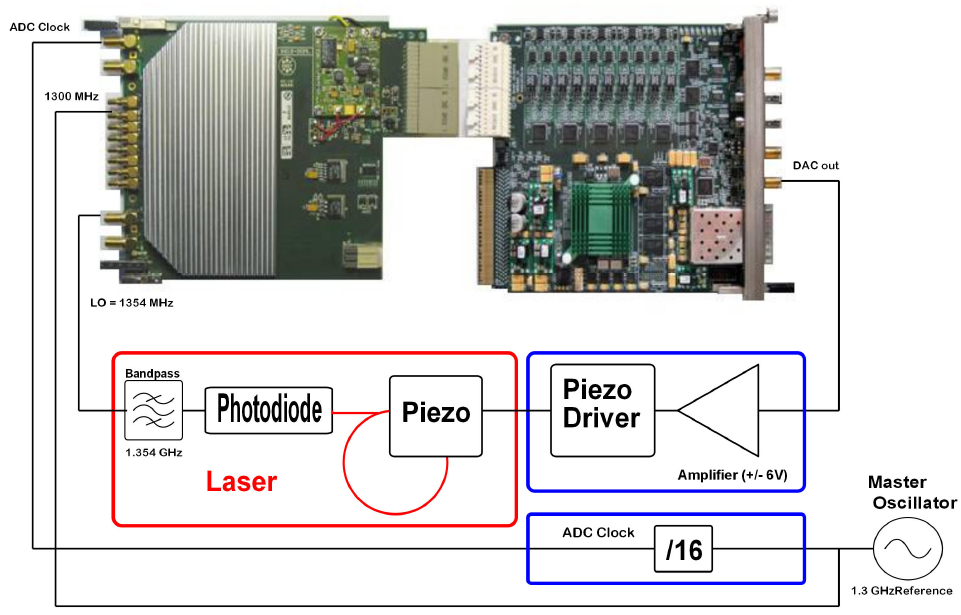 ADC Clock
1300 MHz
DAC out
LO = 1354 MHz
Bandpass
1.354 GHz
Photodiode
Piezo
Laser
Piezo
Driver
Amplifier (+/- 6V)
Master
Oscillator
ADC Clock
/16
1.3 GHzReference